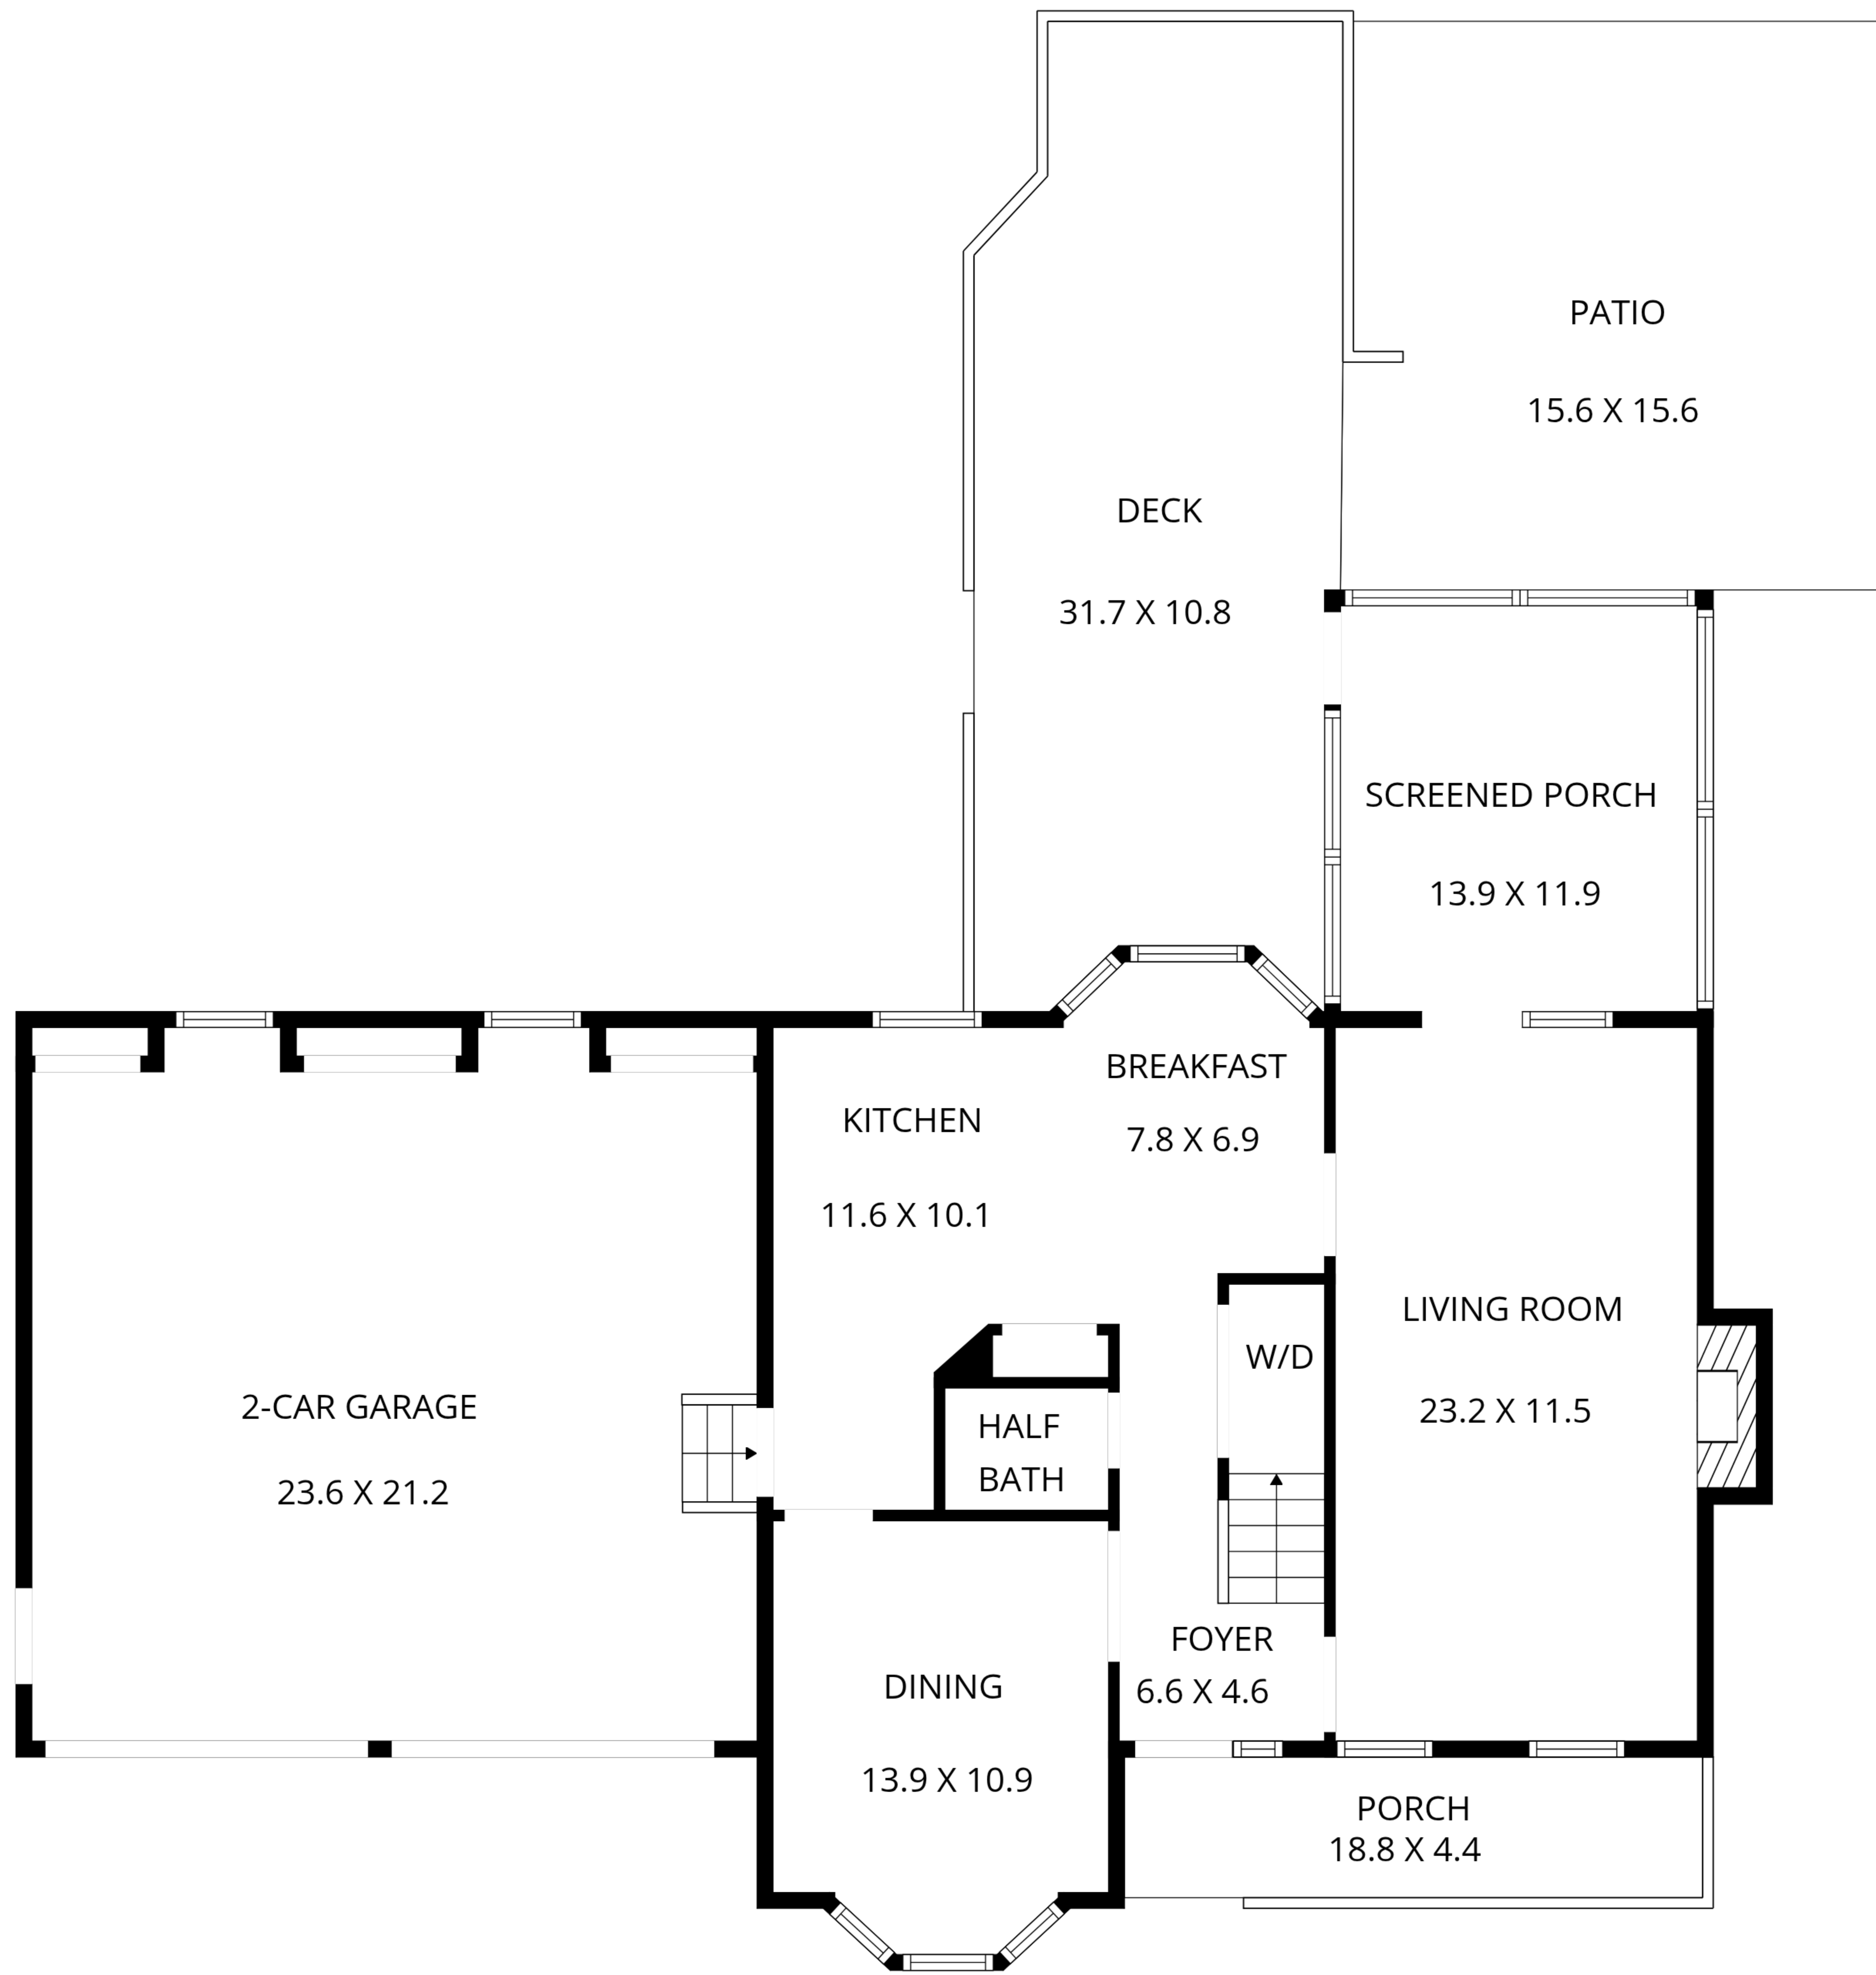 PATIO
15.6 X 15.6
DECK
31.7 X 10.8
SCREENED PORCH
13.9 X 11.9
BREAKFAST
7.8 X 6.9
KITCHEN
11.6 X 10.1
LIVING ROOM
23.2 X 11.5
W/D
2-CAR GARAGE
23.6 X 21.2
HALF
BATH
FOYER
6.6 X 4.6
DINING
13.9 X 10.9
PORCH
18.8 X 4.4